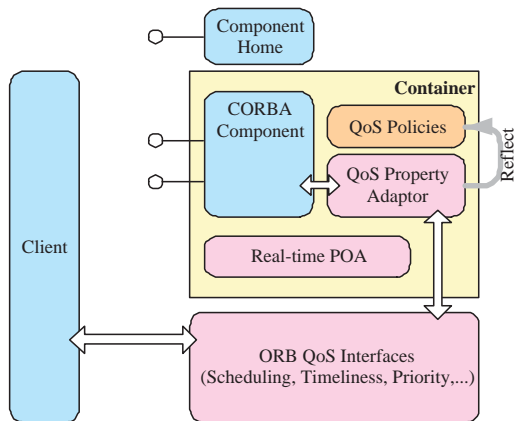 Component
Home
Container
CORBA
Component
QoS Policies
Reflect
QoS Property
Adaptor
Client
Real-time POA
ORB QoS Interfaces
(Scheduling, Timeliness, Priority,...)